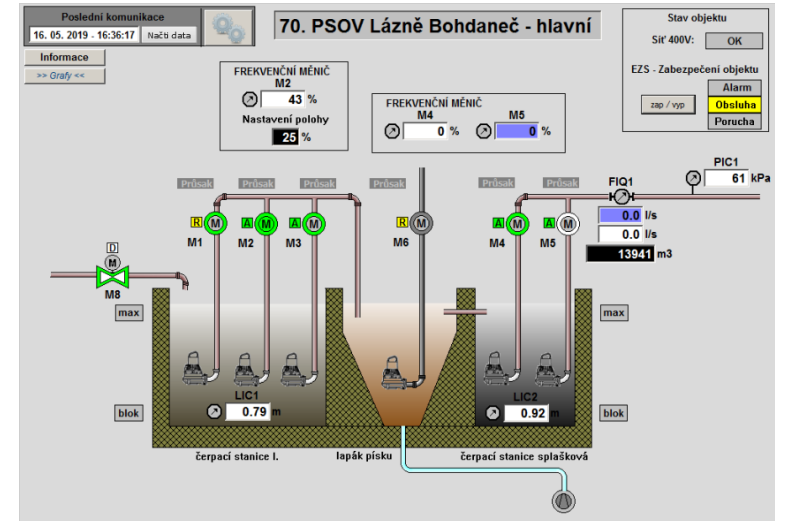 Poslední komunikace
16. 05. 2019 - 16:36:17 Načti data
Informace
>> Grafy <<
70. PSOV Lázně Bohdaneč - hlavní
Stav objektu
Síť 400V: OK
EZS - Zabezpečení objektu
Alarm
zap / vyp Obsluha
Porucha
FREKVENČNÍ MĚNIČ
M2
43 %
Nastavení polohy
25 %
FREKVENČNÍ MĚNIČ
M4 M5
0 % 0 %
PIC1
61 kPa
Průsak Průsak Průsak Průsak Průsak Průsak FIQ1
R M A M A M R M A M A M
M1 M2 M3 M6 M4 M5
0.0 l/s
0.0 l/s
13941 m3
D
M
M8
max max
LIC1 LIC2
blok 0.79 m 0.92 m blok
čerpací stanice I. lapák písku čerpací stanice splašková